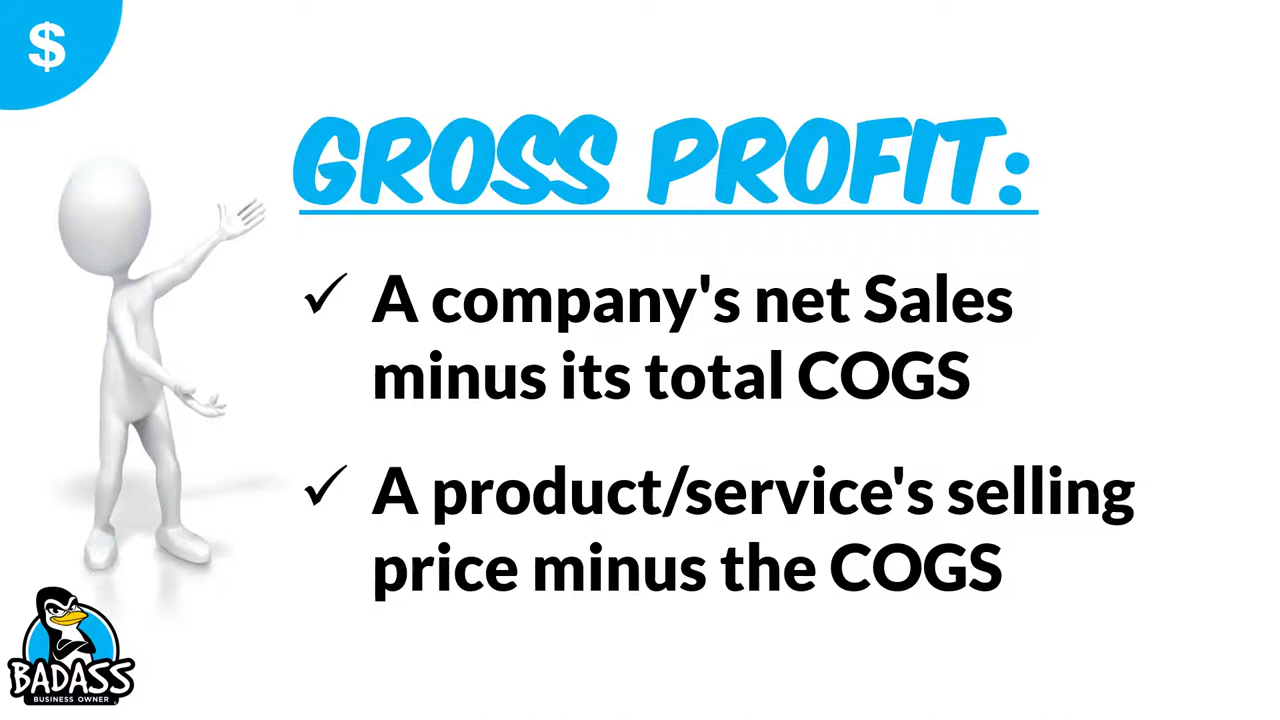 $
GROSS PROFIT:
✓ A company's net Sales
minus its total COGS
✓ A product/service's selling
price minus the COGS
BADASS
BUSINESS OWNER